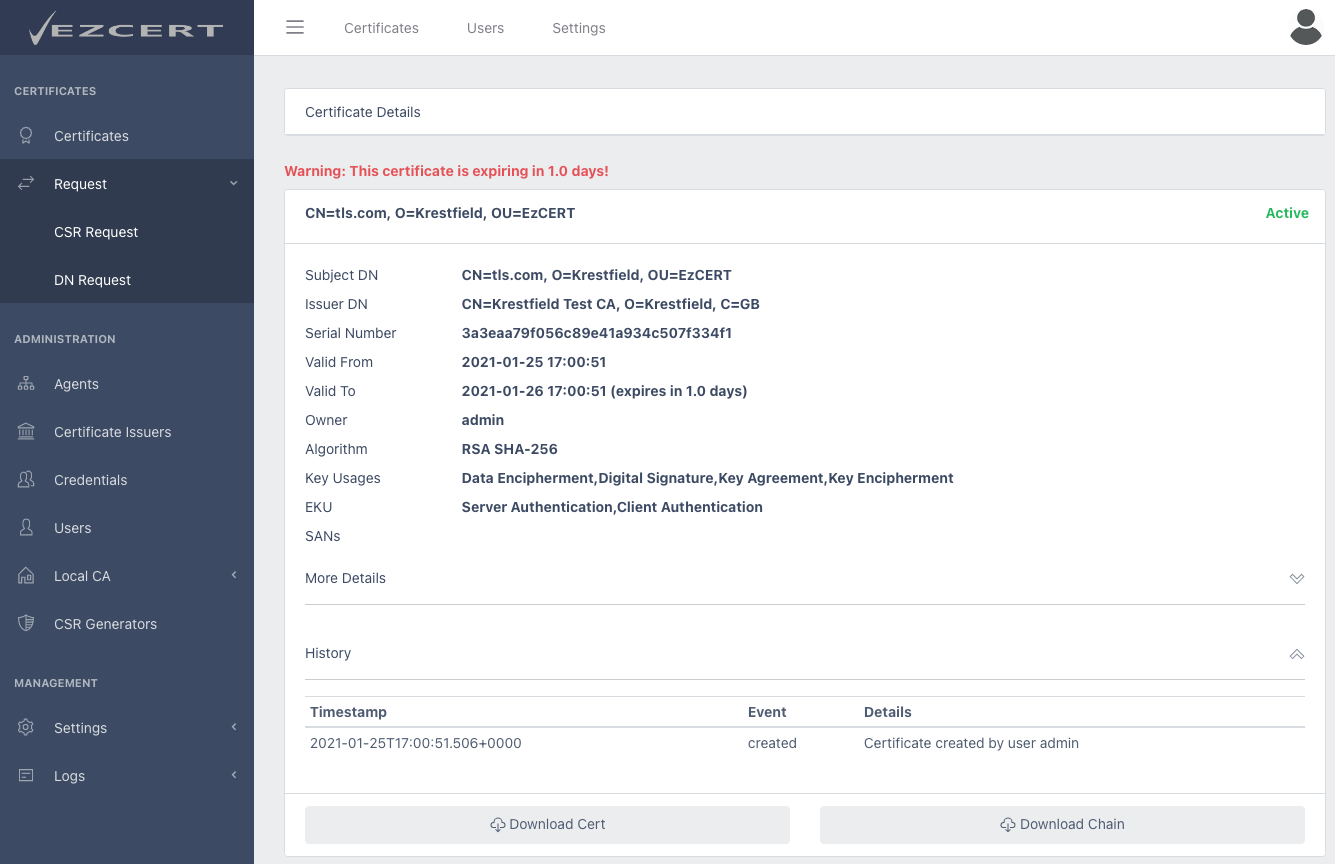 EZCERT
Certificates Users Settings
CERTIFICATES
Certificates
Request
CSR Request
DN Request
ADMINISTRATION
Agents
Certificate Issuers
Credentials
Users
Local CA
CSR Generators
MANAGEMENT
Settings
Logs
Certificate Details
Warning: This certificate is expiring in 1.0 days!
CN=tls.com, O=Krestfield, OU=EzCERT Active
Subject DN CN=tls.com, O=Krestfield, OU=EzCERT
Issuer DN CN=Krestfield Test CA, O=Krestfield, C=GB
Serial Number 3a3eaa79f056c89e41a934c507f334f1
Valid From 2021-01-25 17:00:51
Valid To 2021-01-26 17:00:51 (expires in 1.0 days)
Owner admin
Algorithm RSA SHA-256
Key Usages Data Encipherment,Digital Signature,Key Agreement,Key Encipherment
EKU Server Authentication,Client Authentication
SANs
More Details
History
Timestamp Event Details
2021-01-25T17:00:51.506+0000 created Certificate created by user admin
Download Cert Download Chain